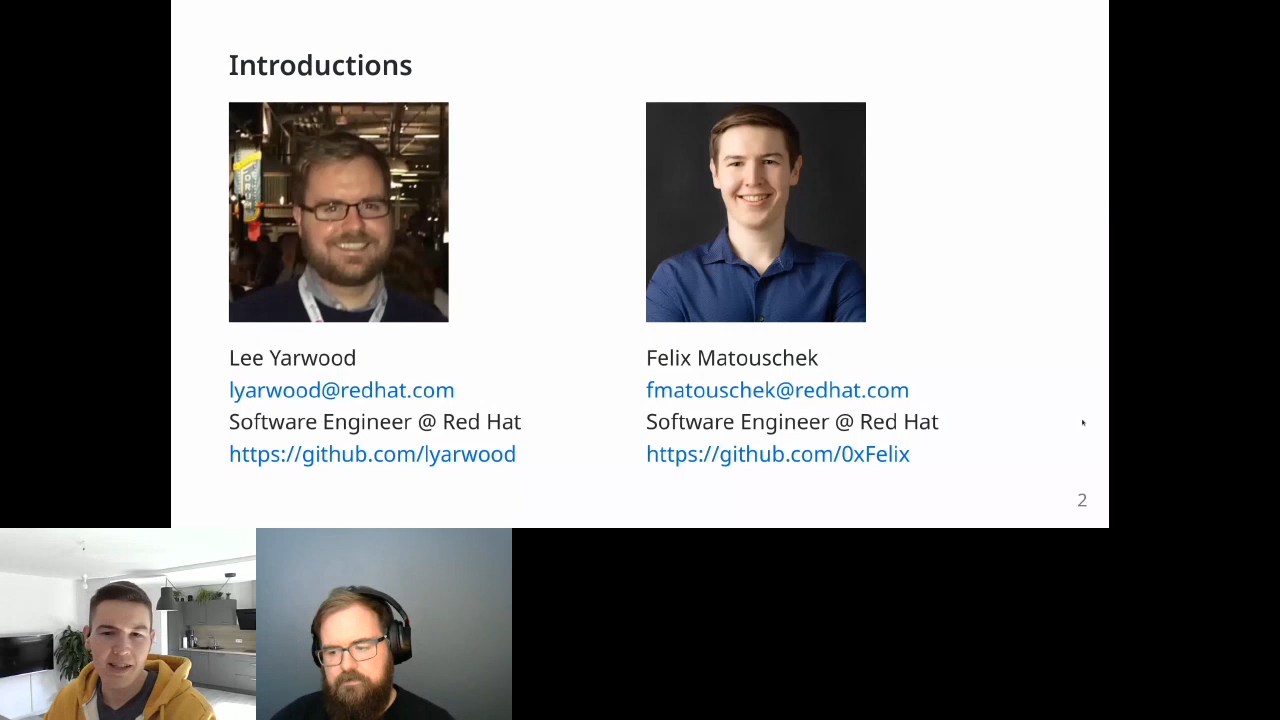 Introductions
Lee Yarwood
lyarwood@redhat.com
Software Engineer @ Red Hat
https://github.com/lyarwood
Felix Matouschek
fmatouschek@redhat.com
Software Engineer @ Red Hat
https://github.com/0xFelix
2